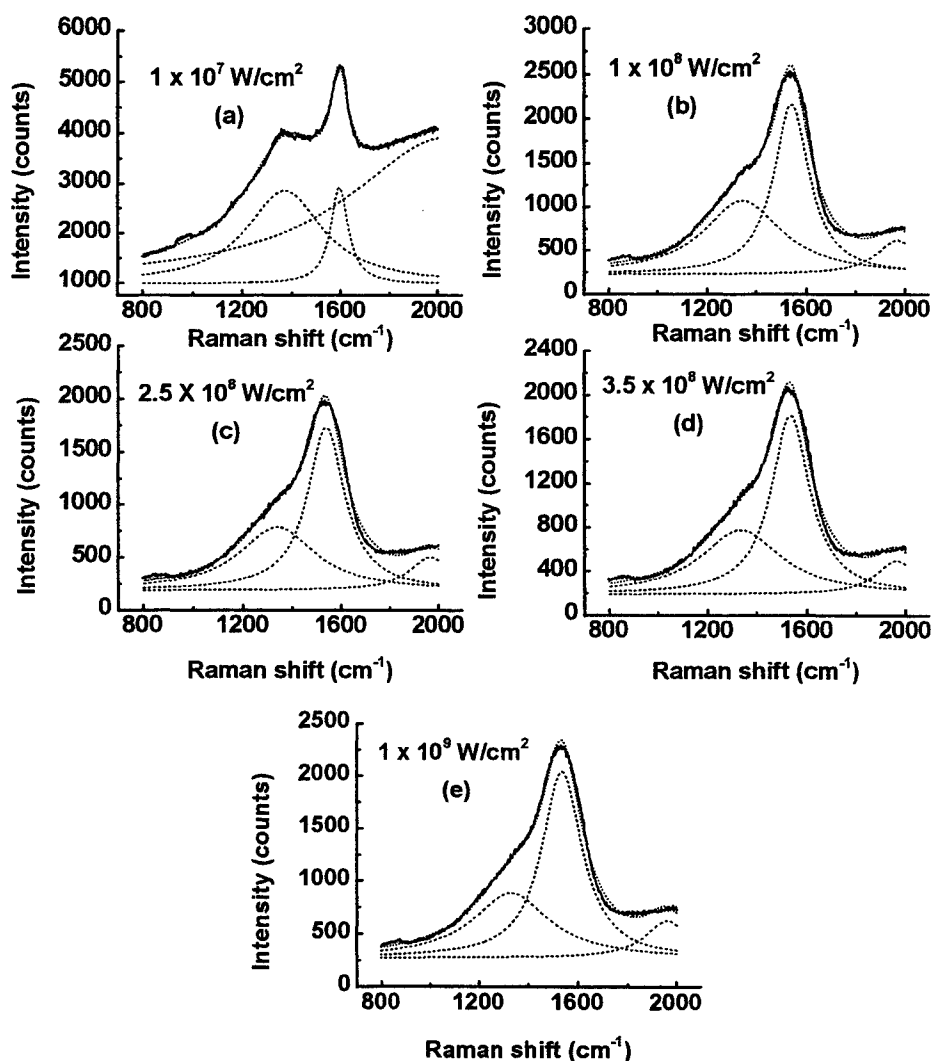 6000
5000
4000
3000
2000
1000
Intensity (counts)
1 x 10⁷ W/cm²
(a)
800 1200 1600 2000
Raman shift (cm⁻¹)
3000
2500
2000
1500
1000
500
0
Intensity (counts)
1 x 10⁸ W/cm²
(b)
800 1200 1600 2000
Raman shift (cm⁻¹)
2500
2000
1500
1000
500
0
Intensity (counts)
2.5 X 10⁸ W/cm²
(c)
800 1200 1600 2000
Raman shift (cm⁻¹)
2400
2000
1600
1200
800
400
0
Intensity (counts)
3.5 x 10⁸ W/cm²
(d)
800 1200 1600 2000
Raman shift (cm⁻¹)
2500
2000
1500
1000
500
0
Intensity (counts)
1 x 10⁹ W/cm²
(e)
800 1200 1600 2000
Raman shift (cm⁻¹)